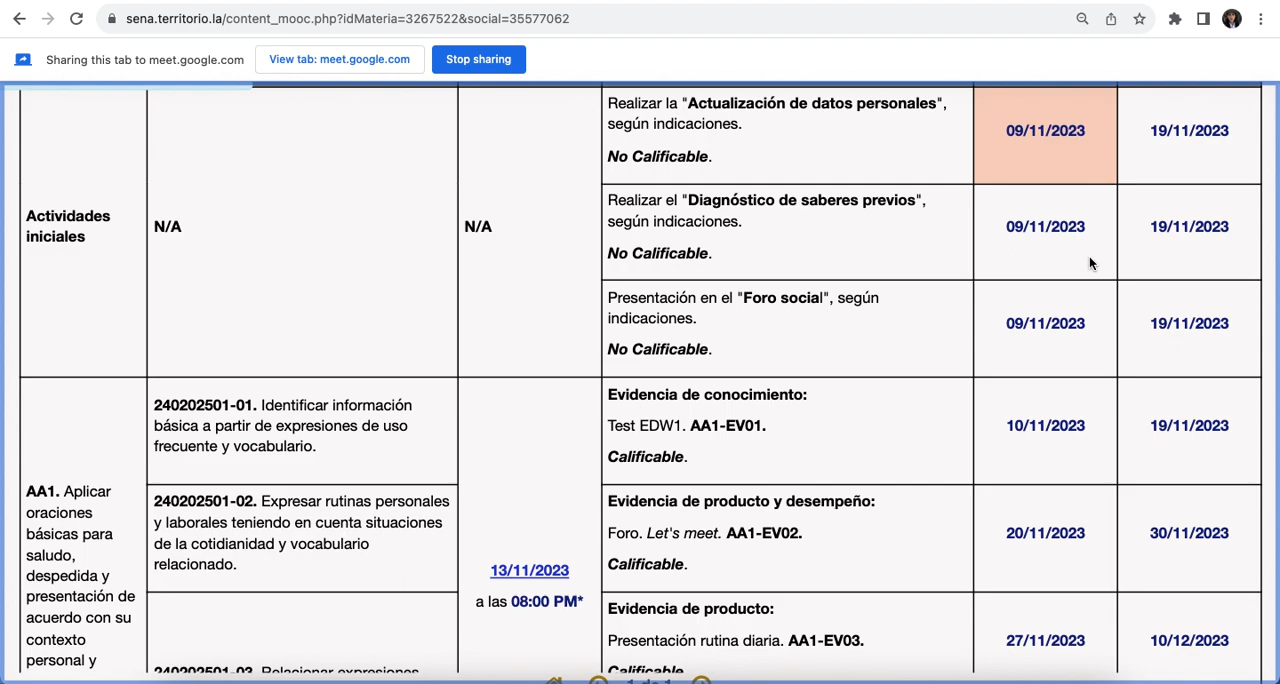 sena.territorio.la/content_mooc.php?idMateria=3267522&social=35577062
Sharing this tab to meet.google.com
View tab: meet.google.com
Stop sharing
Actividades
iniciales
N/A
N/A
Realizar la "Actualización de datos personales",
según indicaciones.
No Calificable.
09/11/2023
19/11/2023
Realizar el "Diagnóstico de saberes previos",
según indicaciones.
No Calificable.
09/11/2023
19/11/2023
Presentación en el "Foro social", según
indicaciones.
No Calificable.
09/11/2023
19/11/2023
AA1. Aplicar
oraciones
básicas para
saludo,
despedida y
presentación de
acuerdo con su
contexto
personal y
240202501-01. Identificar información
básica a partir de expresiones de uso
frecuente y vocabulario.
240202501-02. Expresar rutinas personales
y laborales teniendo en cuenta situaciones
de la cotidianidad y vocabulario
relacionado.
240202501-03. Relacionar expresiones
13/11/2023
a las 08:00 PM*
Evidencia de conocimiento:
Test EDW1. AA1-EV01.
Calificable.
10/11/2023
19/11/2023
Evidencia de producto y desempeño:
Foro. Let's meet. AA1-EV02.
Calificable.
20/11/2023
30/11/2023
Evidencia de producto:
Presentación rutina diaria. AA1-EV03.
Calificable.
27/11/2023
10/12/2023
1 de 1